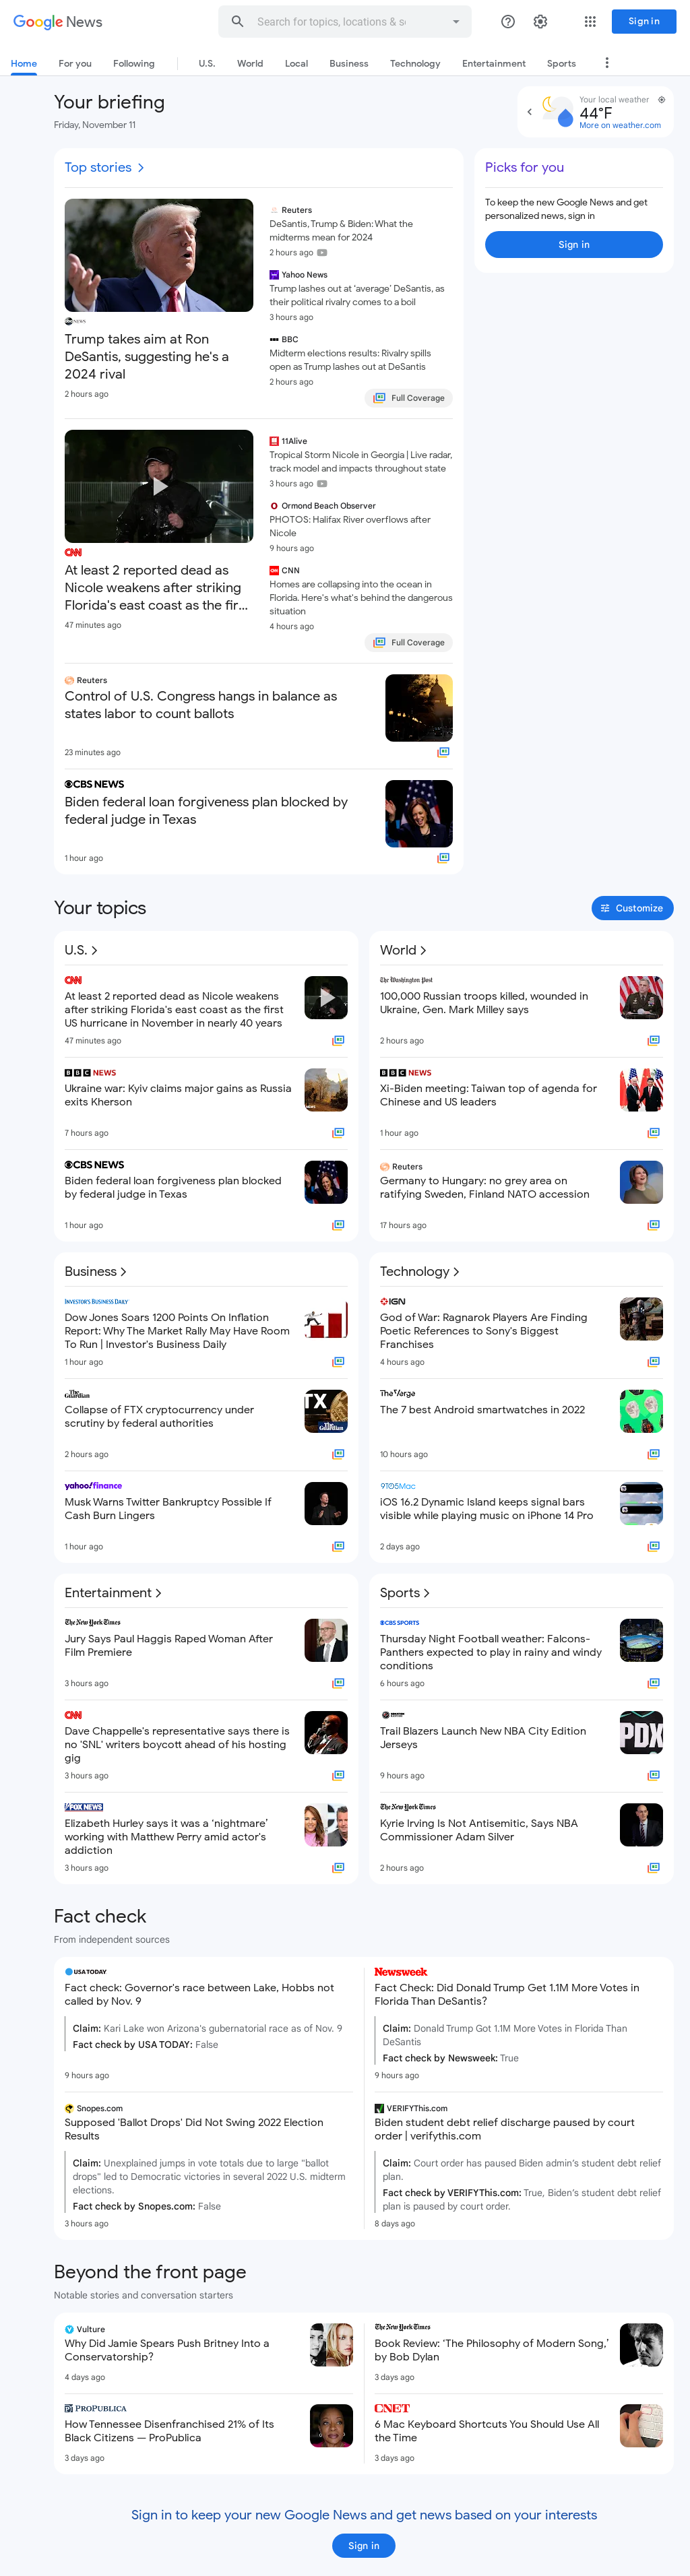 Google News
Search for topics, locations & so
Sign in
Home
For you
Following
U.S.
World
Local
Business
Technology
Entertainment
Sports
Your briefing
Friday, November 11
Your local weather
44°F
More on weather.com
Top stories
NEWS
Trump takes aim at Ron
DeSantis, suggesting he's a
2024 rival
2 hours ago
Reuters
DeSantis, Trump & Biden: What the
midterms mean for 2024
2 hours ago
Yahoo News
Trump lashes out at 'average' DeSantis, as
their political rivalry comes to a boil
3 hours ago
BBC
Midterm elections results: Rivalry spills
open as Trump lashes out at DeSantis
2 hours ago
Full Coverage
Picks for you
To keep the new Google News and get
personalized news, sign in
Sign in
CNN
At least 2 reported dead as
Nicole weakens after striking
Florida's east coast as the fir...
47 minutes ago
11Alive
Tropical Storm Nicole in Georgia | Live radar,
track model and impacts throughout state
3 hours ago
Ormond Beach Observer
PHOTOS: Halifax River overflows after
Nicole
9 hours ago
CNN
Homes are collapsing into the ocean in
Florida. Here's what's behind the dangerous
situation
4 hours ago
Full Coverage
Reuters
Control of U.S. Congress hangs in balance as
states labor to count ballots
23 minutes ago
CBS NEWS
Biden federal loan forgiveness plan blocked by
federal judge in Texas
1 hour ago
Your topics
Customize
U.S.
CNN
At least 2 reported dead as Nicole weakens
after striking Florida's east coast as the first
US hurricane in November in nearly 40 years
47 minutes ago
BBC NEWS
Ukraine war: Kyiv claims major gains as Russia
exits Kherson
7 hours ago
CBS NEWS
Biden federal loan forgiveness plan blocked
by federal judge in Texas
1 hour ago
World
The Washington Post
100,000 Russian troops killed, wounded in
Ukraine, Gen. Mark Milley says
2 hours ago
BBC NEWS
Xi-Biden meeting: Taiwan top of agenda for
Chinese and US leaders
1 hour ago
Reuters
Germany to Hungary: no grey area on
ratifying Sweden, Finland NATO accession
17 hours ago
Business
INVESTOR'S BUSINESS DAILY
Dow Jones Soars 1200 Points On Inflation
Report: Why The Market Rally May Have Room
To Run | Investor's Business Daily
1 hour ago
The Guardian
Collapse of FTX cryptocurrency under
scrutiny by federal authorities
TX
The Guardian
2 hours ago
yahoo!finance
Musk Warns Twitter Bankruptcy Possible If
Cash Burn Lingers
1 hour ago
Technology
IGN
God of War: Ragnarok Players Are Finding
Poetic References to Sony's Biggest
Franchises
4 hours ago
The Verge
The 7 best Android smartwatches in 2022
10 hours ago
9TO5Mac
iOS 16.2 Dynamic Island keeps signal bars
visible while playing music on iPhone 14 Pro
2 days ago
Entertainment
The New York Times
Jury Says Paul Haggis Raped Woman After
Film Premiere
3 hours ago
CNN
Dave Chappelle's representative says there is
no 'SNL' writers boycott ahead of his hosting
gig
3 hours ago
FOX NEWS
Elizabeth Hurley says it was a 'nightmare'
working with Matthew Perry amid actor's
addiction
3 hours ago
Sports
CBS SPORTS
Thursday Night Football weather: Falcons-
Panthers expected to play in rainy and windy
conditions
6 hours ago
Trail Blazers Launch New NBA City Edition
Jerseys
PDX
9 hours ago
The New York Times
Kyrie Irving Is Not Antisemitic, Says NBA
Commissioner Adam Silver
2 hours ago
Fact check
From independent sources
USA TODAY
Fact check: Governor's race between Lake, Hobbs not
called by Nov. 9
Claim: Kari Lake won Arizona's gubernatorial race as of Nov. 9
Fact check by USA TODAY: False
9 hours ago
Newsweek
Fact Check: Did Donald Trump Get 1.1M More Votes in
Florida Than DeSantis?
Claim: Donald Trump Got 1.1M More Votes in Florida Than
DeSantis
Fact check by Newsweek: True
9 hours ago
Snopes.com
Supposed 'Ballot Drops' Did Not Swing 2022 Election
Results
Claim: Unexplained jumps in vote totals due to large "ballot
drops" led to Democratic victories in several 2022 U.S. midterm
elections.
Fact check by Snopes.com: False
3 hours ago
VERIFYThis.com
Biden student debt relief discharge paused by court
order | verifythis.com
Claim: Court order has paused Biden admin's student debt relief
plan.
Fact check by VERIFYThis.com: True, Biden's student debt relief
plan is paused by court order.
8 days ago
Beyond the front page
Notable stories and conversation starters
Vulture
Why Did Jamie Spears Push Britney Into a
Conservatorship?
4 days ago
The New York Times
Book Review: 'The Philosophy of Modern Song,'
by Bob Dylan
3 days ago
PROPUBLICA
How Tennessee Disenfranchised 21% of Its
Black Citizens — ProPublica
3 days ago
CNET
6 Mac Keyboard Shortcuts You Should Use All
the Time
3 days ago
Sign in to keep your new Google News and get news based on your interests
Sign in